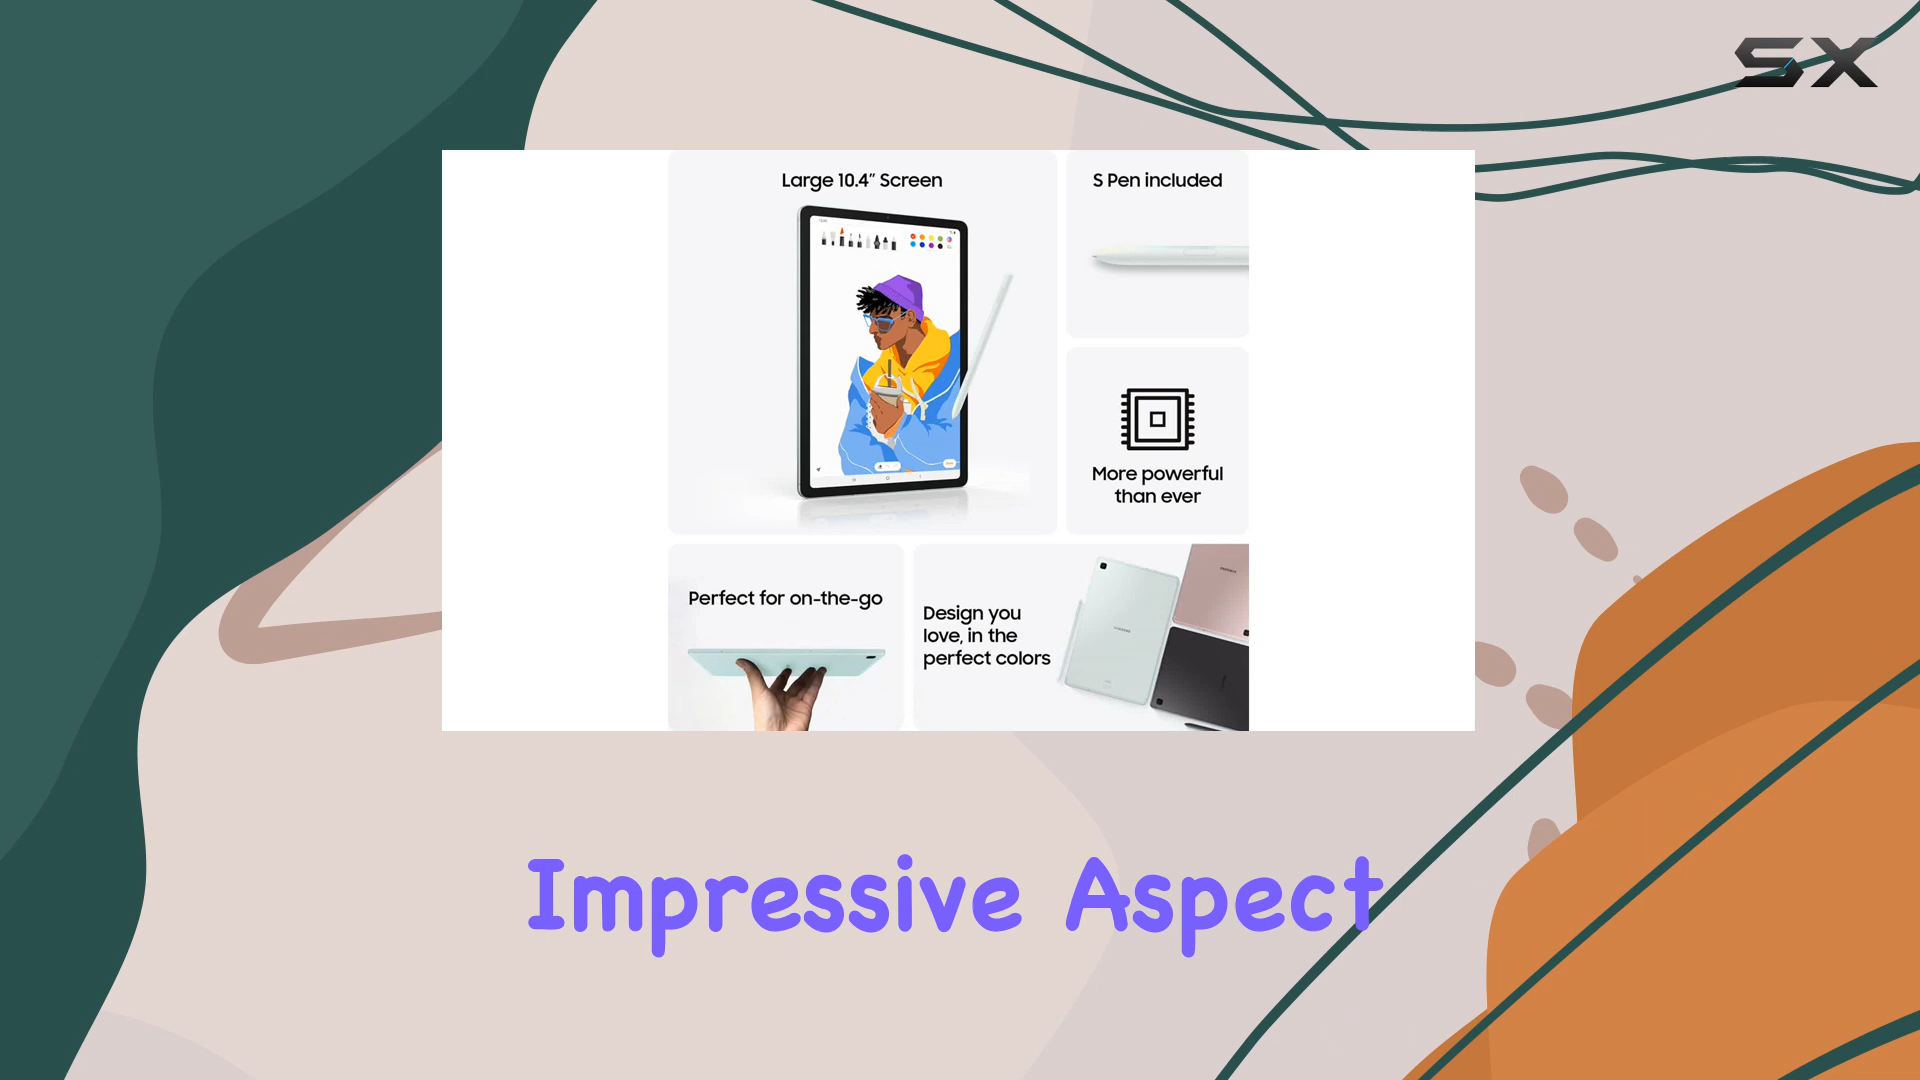 SX
Large 10.4" Screen
S Pen included
More powerful
than ever
Perfect for on-the-go
Design you
love, in the
perfect colors
Impressive Aspect